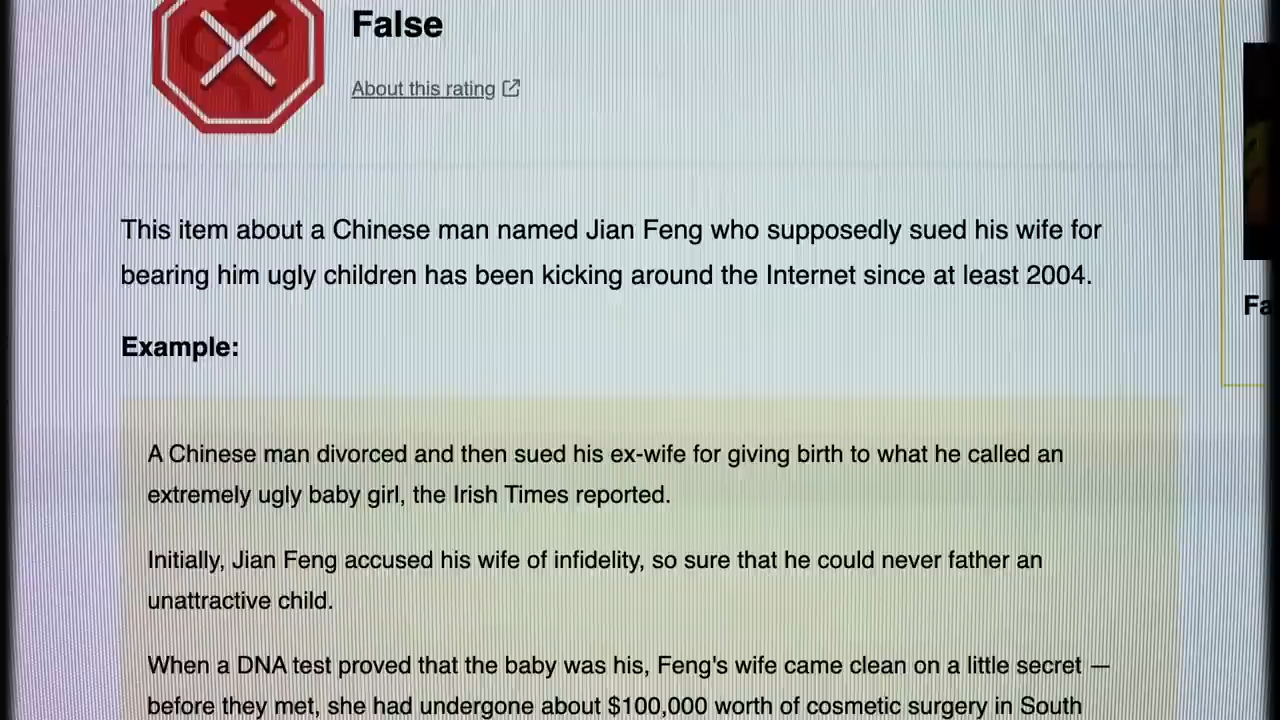 False
About this rating
This item about a Chinese man named Jian Feng who supposedly sued his wife for
bearing him ugly children has been kicking around the Internet since at least 2004.
Fa
Example:
A Chinese man divorced and then sued his ex-wife for giving birth to what he called an
extremely ugly baby girl, the Irish Times reported.
Initially, Jian Feng accused his wife of infidelity, so sure that he could never father an
unattractive child.
When a DNA test proved that the baby was his, Feng's wife came clean on a little secret —
before they met, she had undergone about $100,000 worth of cosmetic surgery in South